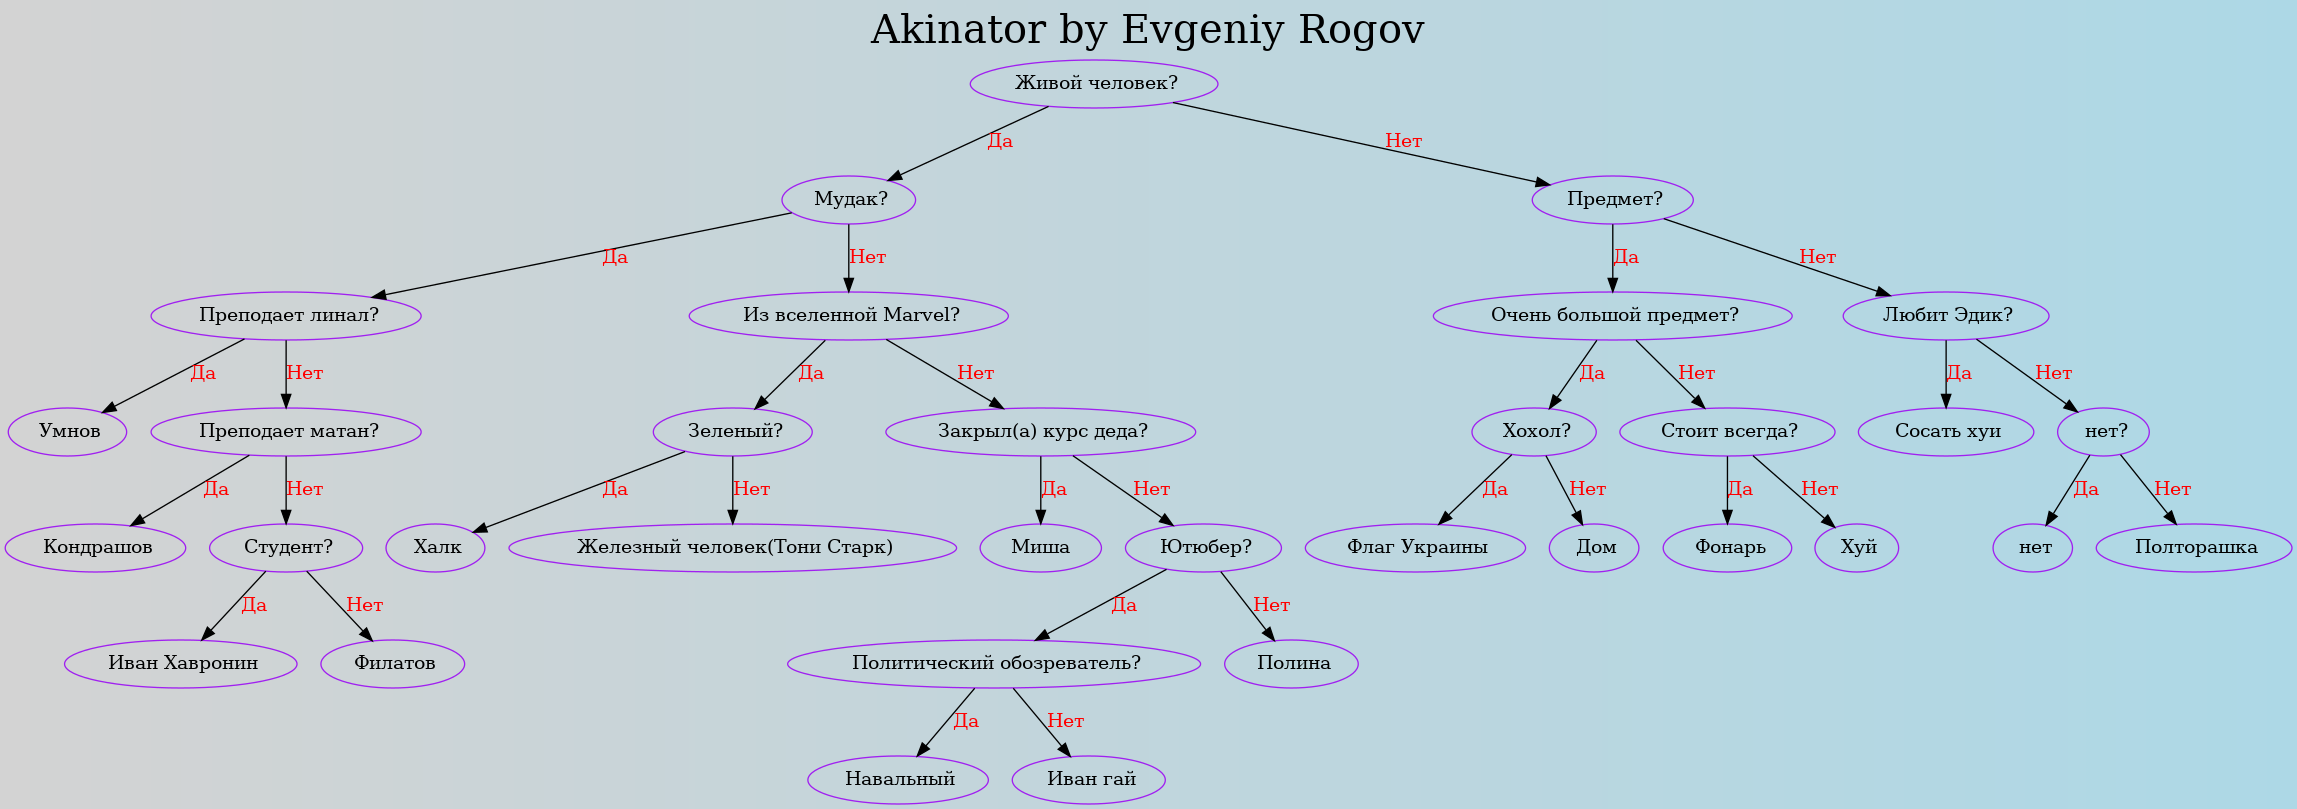 Akinator by Evgeniy Rogov
Живой человек?
Да
Нет
Мудак?
Предмет?
Да
Нет
Да
Нет
Преподает линал?
Из вселенной Marvel?
Очень большой предмет?
Любит Эдик?
Да
Нет
Да
Нет
Да
Нет
Да
Нет
Умнов
Преподает матан?
Зеленый?
Закрыл(а) курс деда?
Хохол?
Стоит всегда?
Сосать хуи
нет?
Да
Нет
Да
Нет
Да
Нет
Да
Нет
Да
Нет
Да
Нет
Кондрашов
Студент?
Халк
Железный человек(Тони Старк)
Миша
Ютюбер?
Флаг Украины
Дом
Фонарь
Хуй
нет
Полторашка
Да
Нет
Да
Нет
Иван Хавронин
Филатов
Политический обозреватель?
Полина
Да
Нет
Навальный
Иван гай